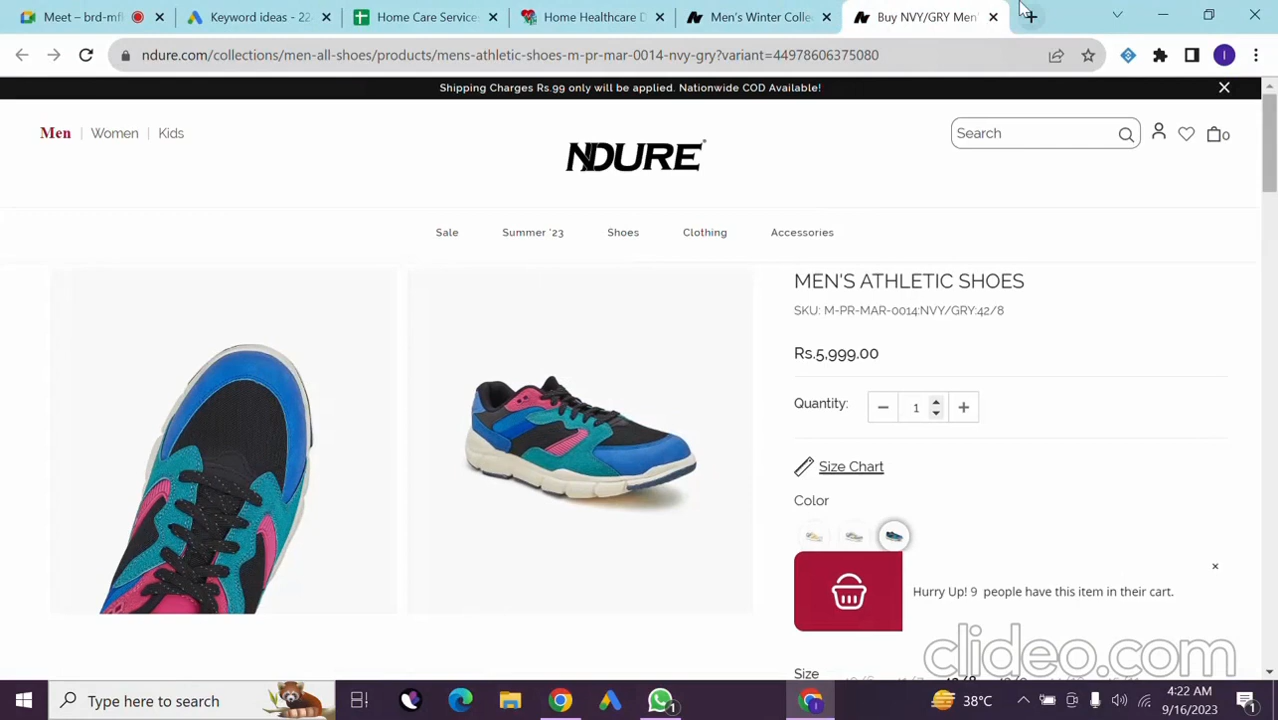 Meet – brd-mf
Keyword ideas - 22
Home Care Services
Home Healthcare D
Men's Winter Colle
Buy NVY/GRY Men'
ndure.com/collections/men-all-shoes/products/mens-athletic-shoes-m-pr-mar-0014-nvy-gry?variant=44978606375080
I
Shipping Charges Rs.99 only will be applied. Nationwide COD Available!
Men | Women | Kids
NDURE
Search
0
Sale Summer '23 Shoes Clothing Accessories
MEN'S ATHLETIC SHOES
SKU: M-PR-MAR-0014:NVY/GRY:42/8
Rs.5,999.00
Quantity: 1
Size Chart
Color
Hurry Up! 9 people have this item in their cart.
clideo.com
Size
Type here to search
1
38°C
4:22 AM
9/16/2023
1